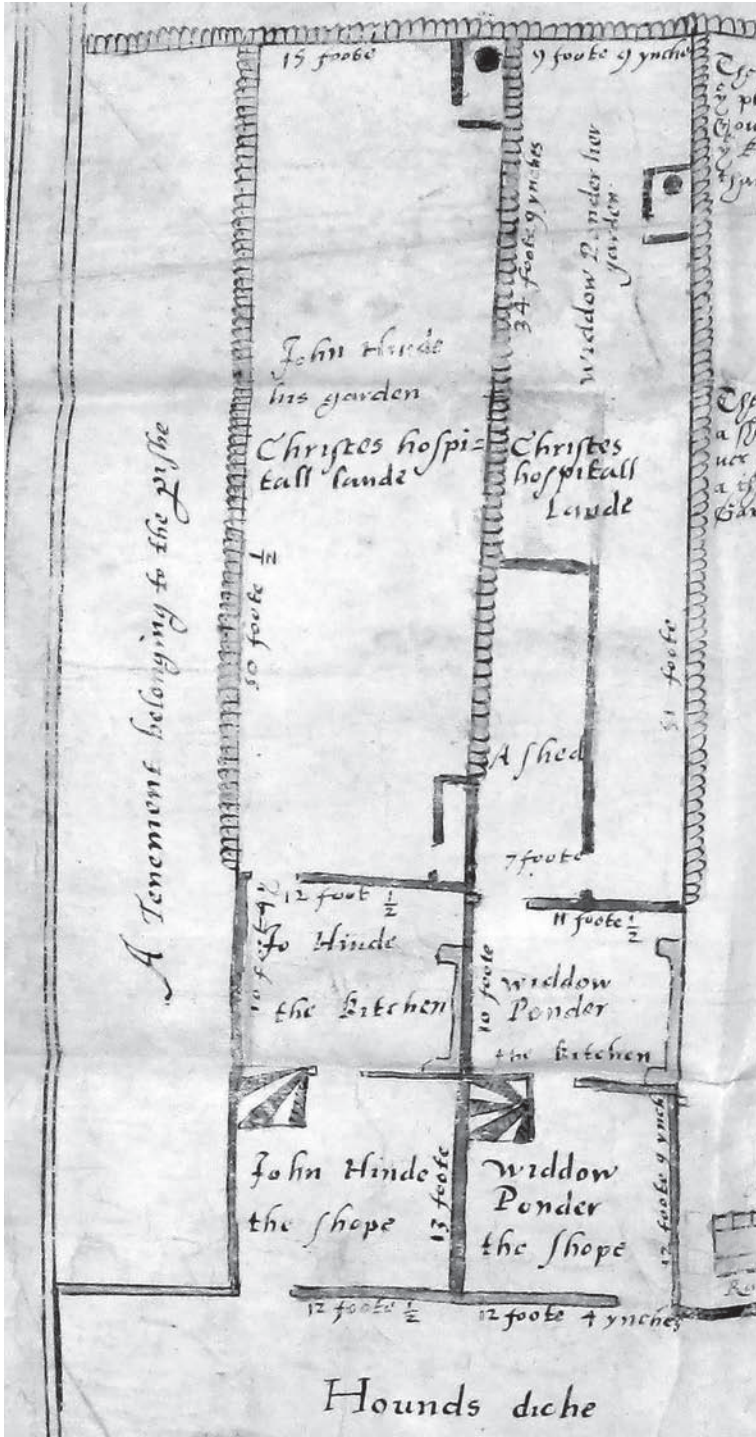 15 foote
9 foote 9 ynches
34 foote 9 ynches
widdow Ponder her
garden
John Hinde
his garden
Christes hospi=
tall lande
Christes
hospitall
Lande
A Tenement belonging to the pishe
50 foote 1/2
51 foote
A shed
7 foote
12 foot 1/2
11 foote 1/2
10 foote
Jo Hinde
the kitchen
10 foote
widdow
Ponder
the kitchen
John Hinde
the shope
13 foote
widdow
Ponder
the shope
12 foote 9 ynch
12 foote 1/2
12 foote 4 ynches
Hounds diche